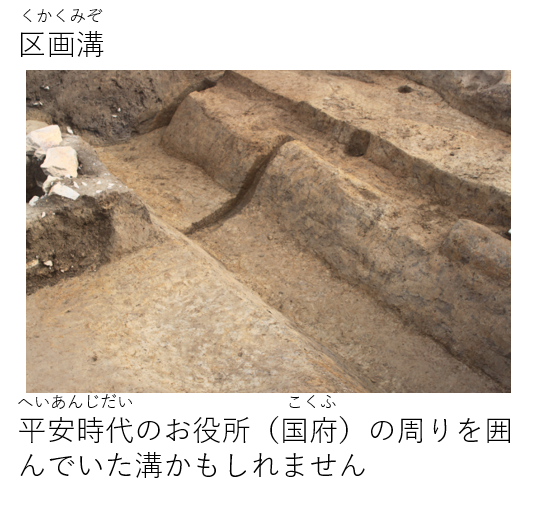 くかくみぞ
区画溝
へいあんじだい こくふ
平安時代のお役所（国府）の周りを囲
んでいた溝かもしれません